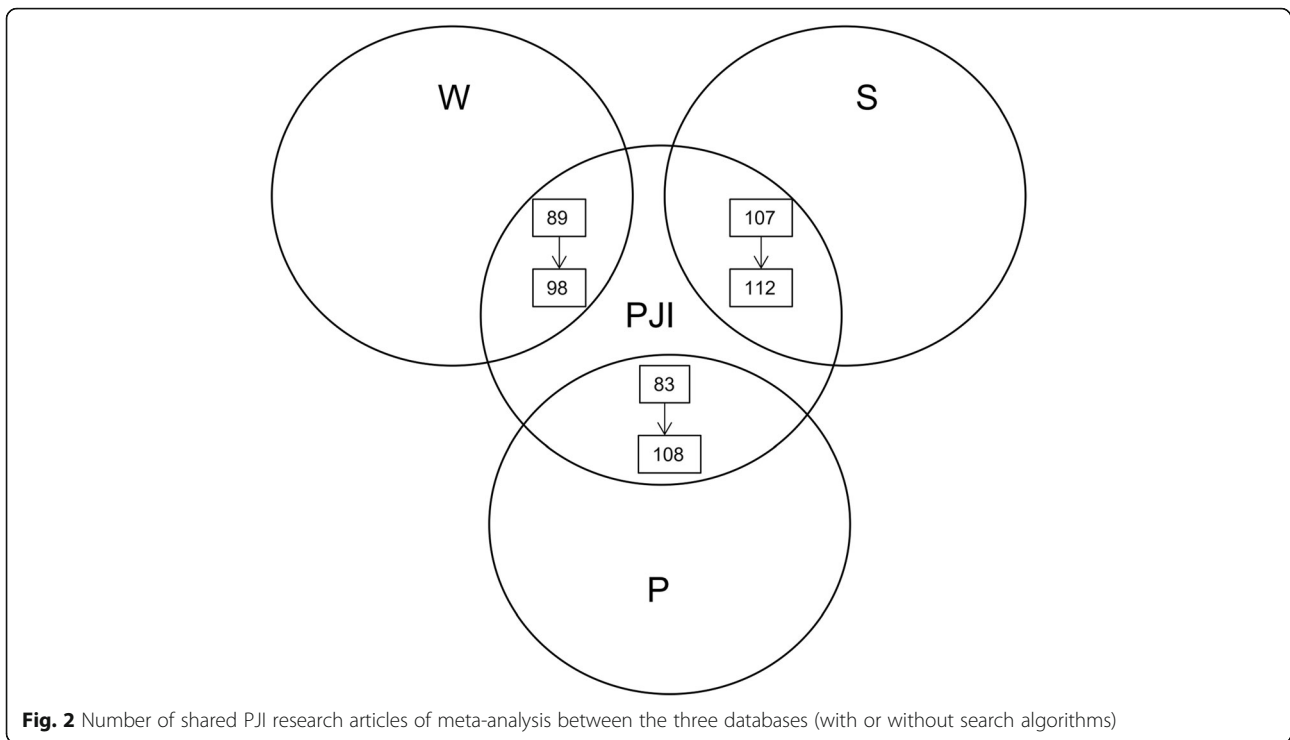 W
S
89
107
98
112
PJI
83
108
P
Fig. 2 Number of shared PJI research articles of meta-analysis between the three databases (with or without search algorithms)